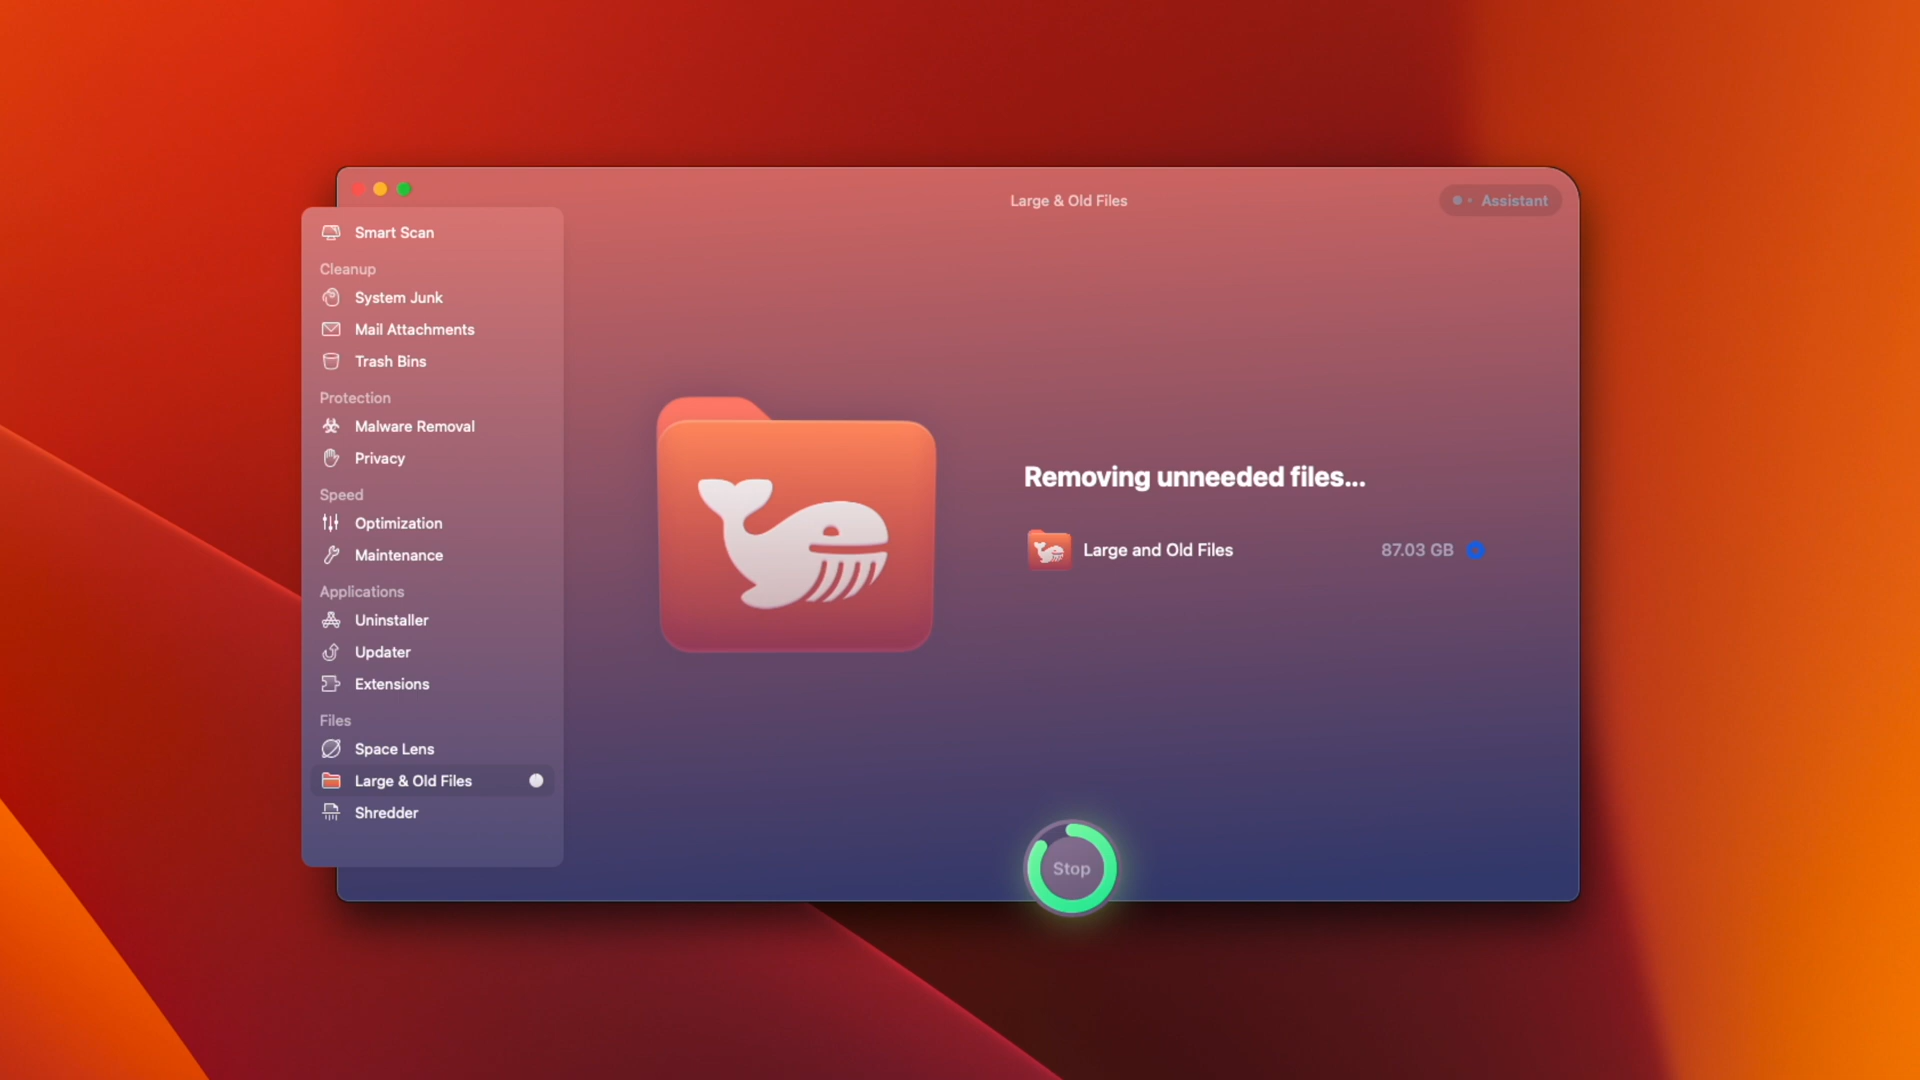 Large & Old Files
Assistant
Smart Scan
Cleanup
System Junk
Mail Attachments
Trash Bins
Protection
Malware Removal
Privacy
Speed
Optimization
Maintenance
Applications
Uninstaller
Updater
Extensions
Files
Space Lens
Large & Old Files
Shredder
Removing unneeded files...
Large and Old Files 87.03 GB
Stop